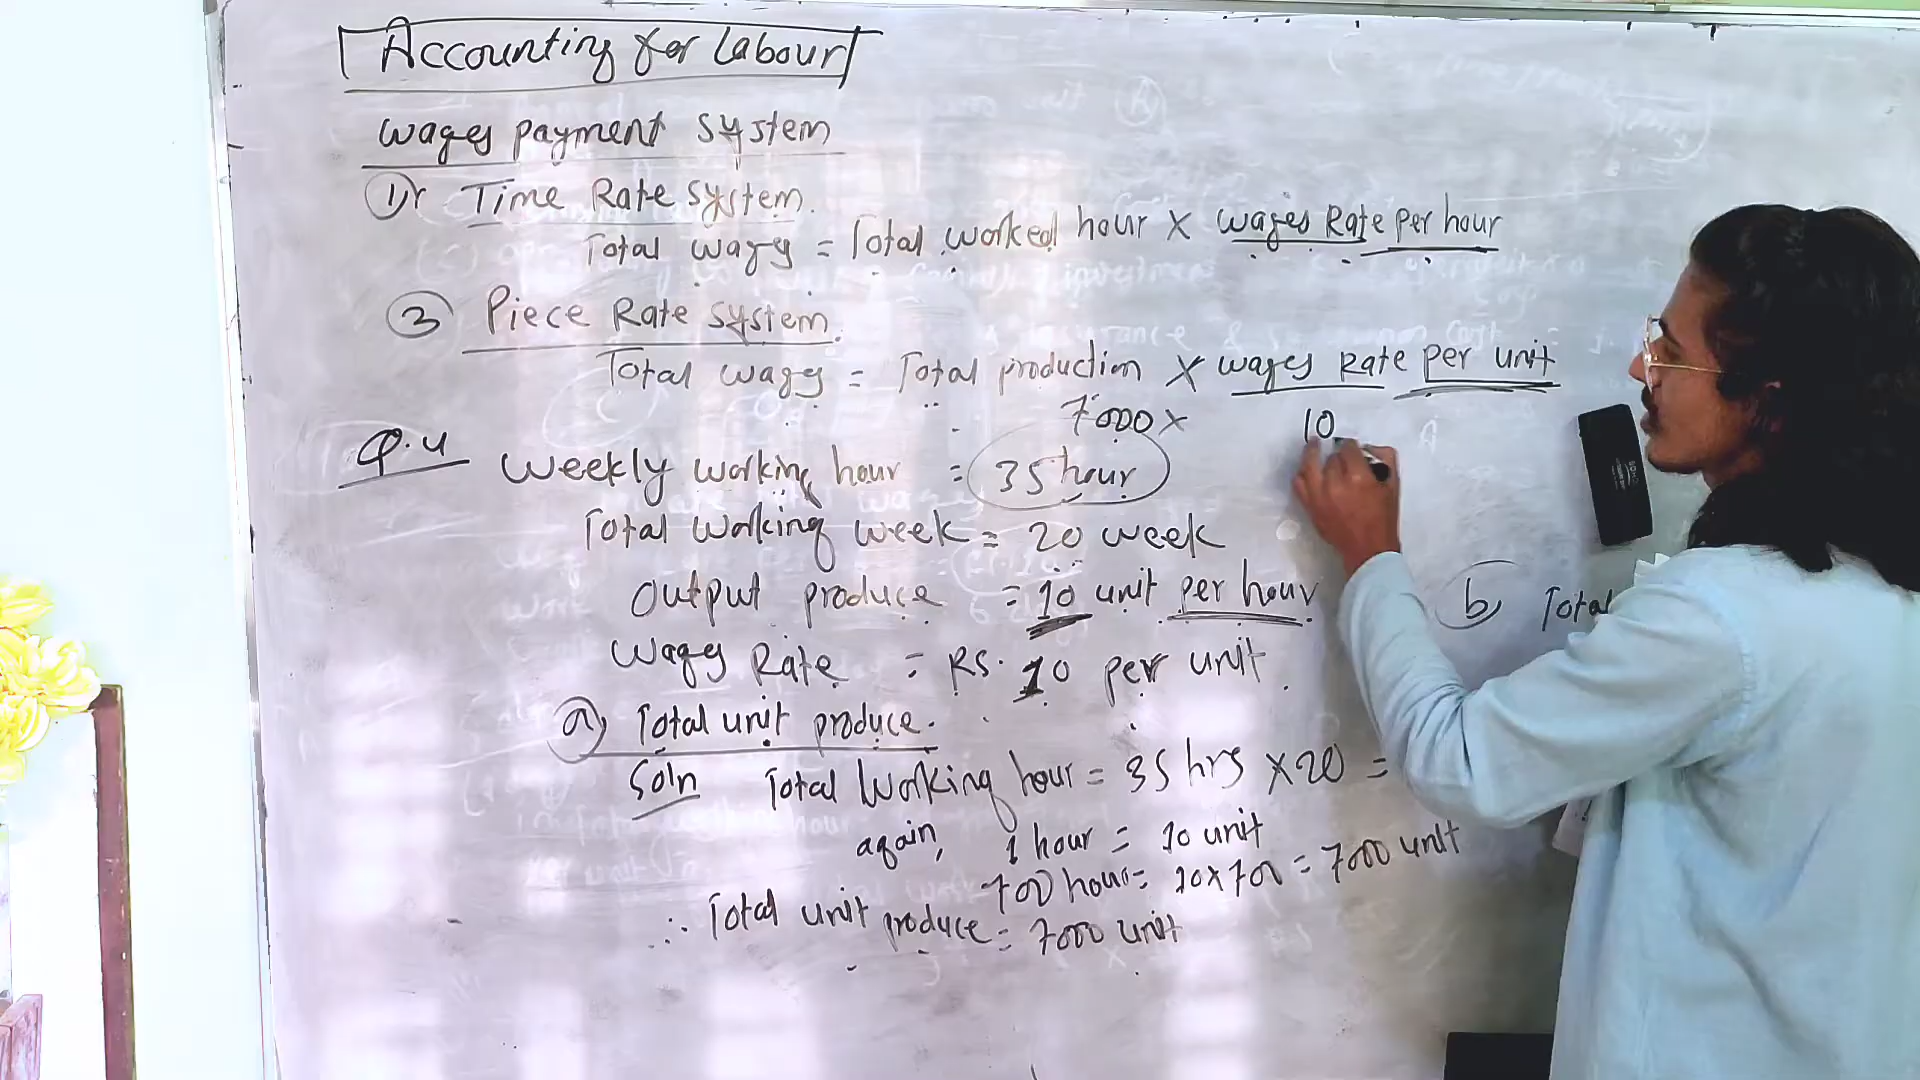 Accounting for Labour
Wages payment system
1) Time Rate System.
Total wages = Total worked hour × wages Rate per hour
2) Piece Rate System.
Total wages = Total production × wages Rate per unit
7000 × 10
Q.4 Weekly working hour = 35 hour
Total working week = 20 week
Output produce = 10 unit per hour
Wages Rate = RS. 10 per unit.
a) Total unit produce.
Soln Total Working hour = 35 hrs × 20 =
again, 1 hour = 10 unit
700 hour = 10×700 = 7000 unit
∴ Total unit produce = 7000 unit
b) Total